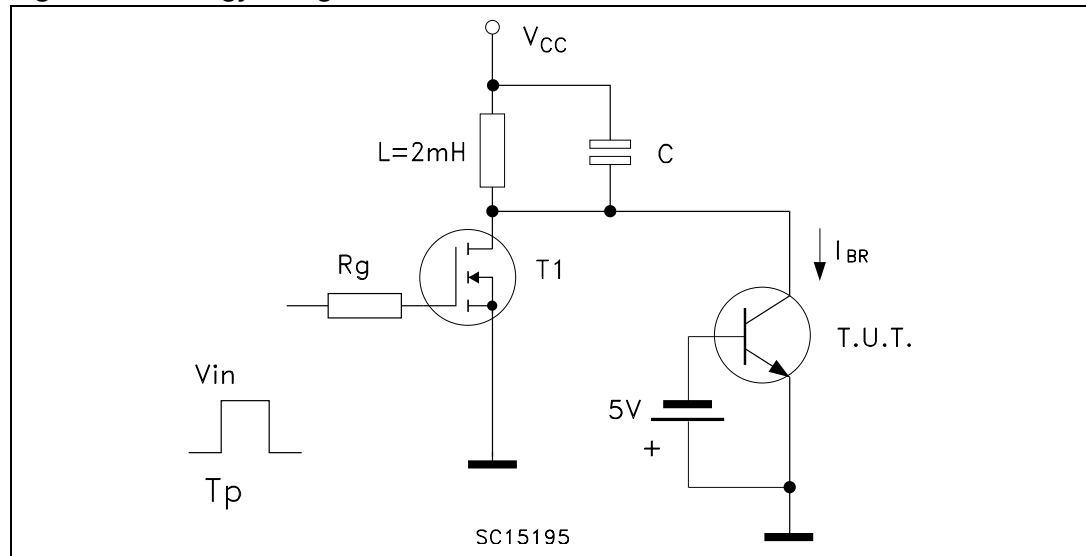 V_CC
L=2mH
C
Rg
T1
I_BR
T.U.T.
Vin
5V
+
Tp
SC15195